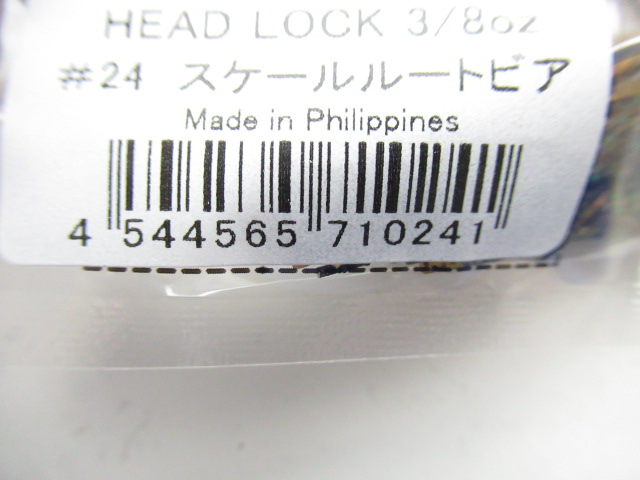 HEAD LOCK 3/8oz
#24 スケールルートビア
Made in Philippines
4 544565 710241